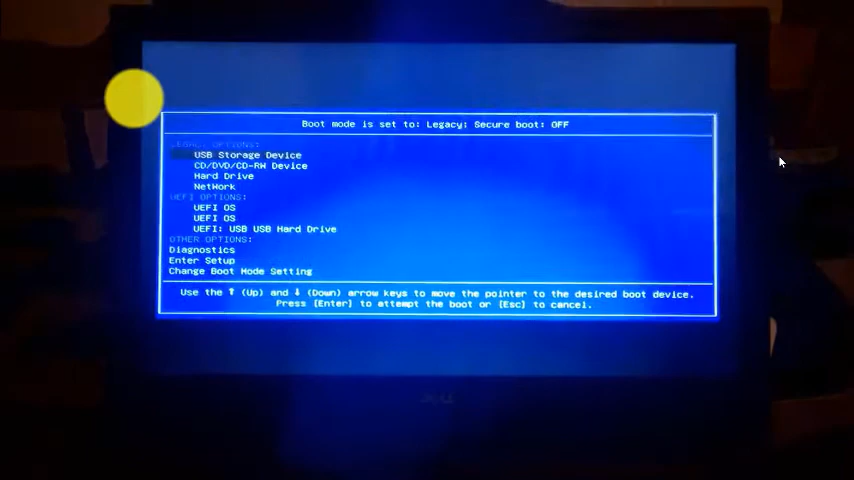 Boot mode is set to: Legacy; Secure boot: OFF
LEGACY OPTIONS:
USB Storage Device
CD/DVD/CD-RW Device
Hard Drive
NetWork
UEFI OPTIONS:
UEFI OS
UEFI OS
UEFI: USB USB Hard Drive
OTHER OPTIONS:
Diagnostics
Enter Setup
Change Boot Mode Setting
Use the ↑ (Up) and ↓ (Down) arrow keys to move the pointer to the desired boot device.
Press [Enter] to attempt the boot or [Esc] to cancel.
DELL